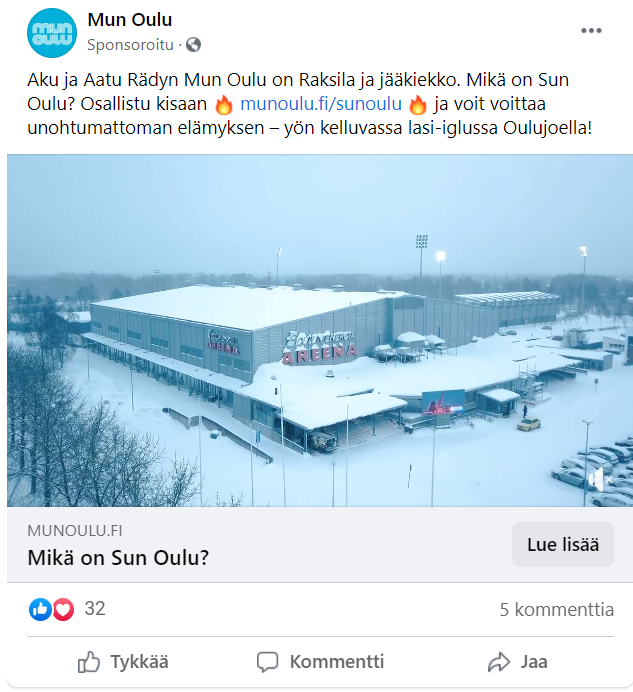 mun
oulu
Mun Oulu
Sponsoroitu ·
Aku ja Aatu Rädyn Mun Oulu on Raksila ja jääkiekko. Mikä on Sun
Oulu? Osallistu kisaan 🔥 munoulu.fi/sunoulu 🔥 ja voit voittaa
unohtumattoman elämyksen – yön kelluvassa lasi-iglussa Oulujoella!
AREENA
AREENA
MUNOULU.FI
Mikä on Sun Oulu?
Lue lisää
32
5 kommenttia
Tykkää
Kommentti
Jaa